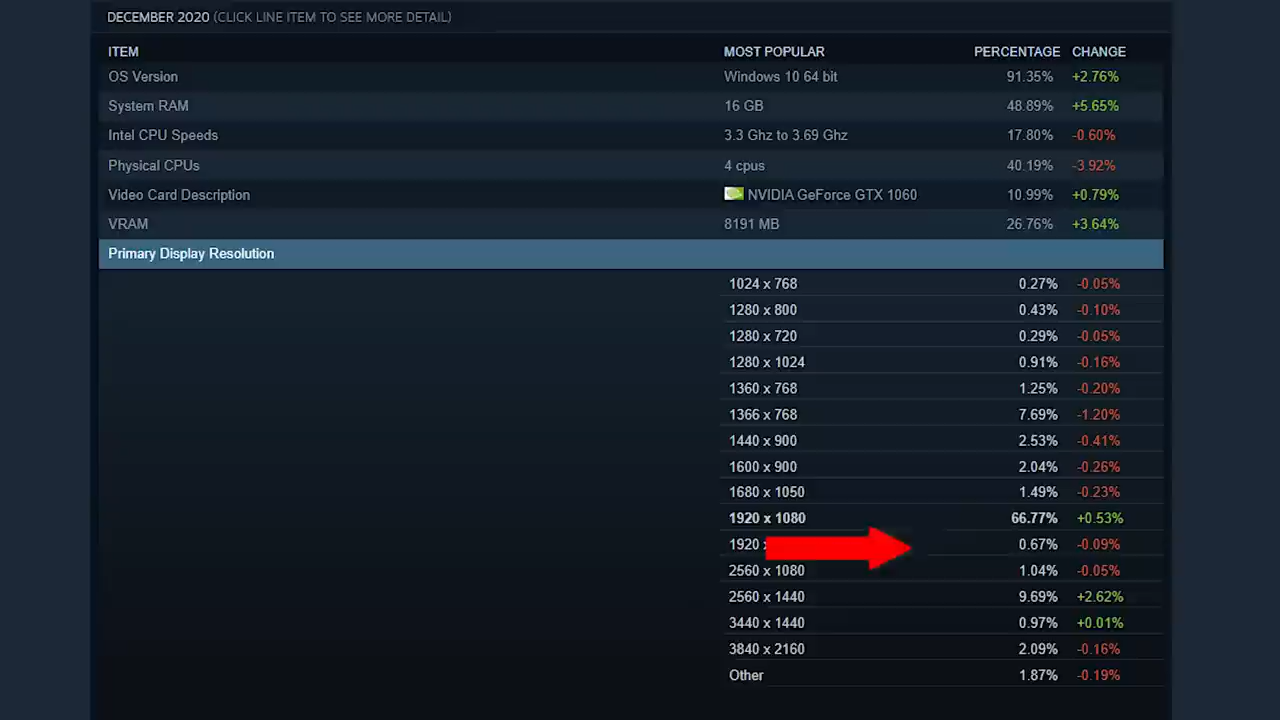 DECEMBER 2020 (CLICK LINE ITEM TO SEE MORE DETAIL)
ITEM MOST POPULAR PERCENTAGE CHANGE
OS Version Windows 10 64 bit 91.35% +2.76%
System RAM 16 GB 48.89% +5.65%
Intel CPU Speeds 3.3 Ghz to 3.69 Ghz 17.80% -0.60%
Physical CPUs 4 cpus 40.19% -3.92%
Video Card Description NVIDIA GeForce GTX 1060 10.99% +0.79%
VRAM 8191 MB 26.76% +3.64%
Primary Display Resolution
1024 x 768 0.27% -0.05%
1280 x 800 0.43% -0.10%
1280 x 720 0.29% -0.05%
1280 x 1024 0.91% -0.16%
1360 x 768 1.25% -0.20%
1366 x 768 7.69% -1.20%
1440 x 900 2.53% -0.41%
1600 x 900 2.04% -0.26%
1680 x 1050 1.49% -0.23%
1920 x 1080 66.77% +0.53%
1920 0.67% -0.09%
2560 x 1080 1.04% -0.05%
2560 x 1440 9.69% +2.62%
3440 x 1440 0.97% +0.01%
3840 x 2160 2.09% -0.16%
Other 1.87% -0.19%